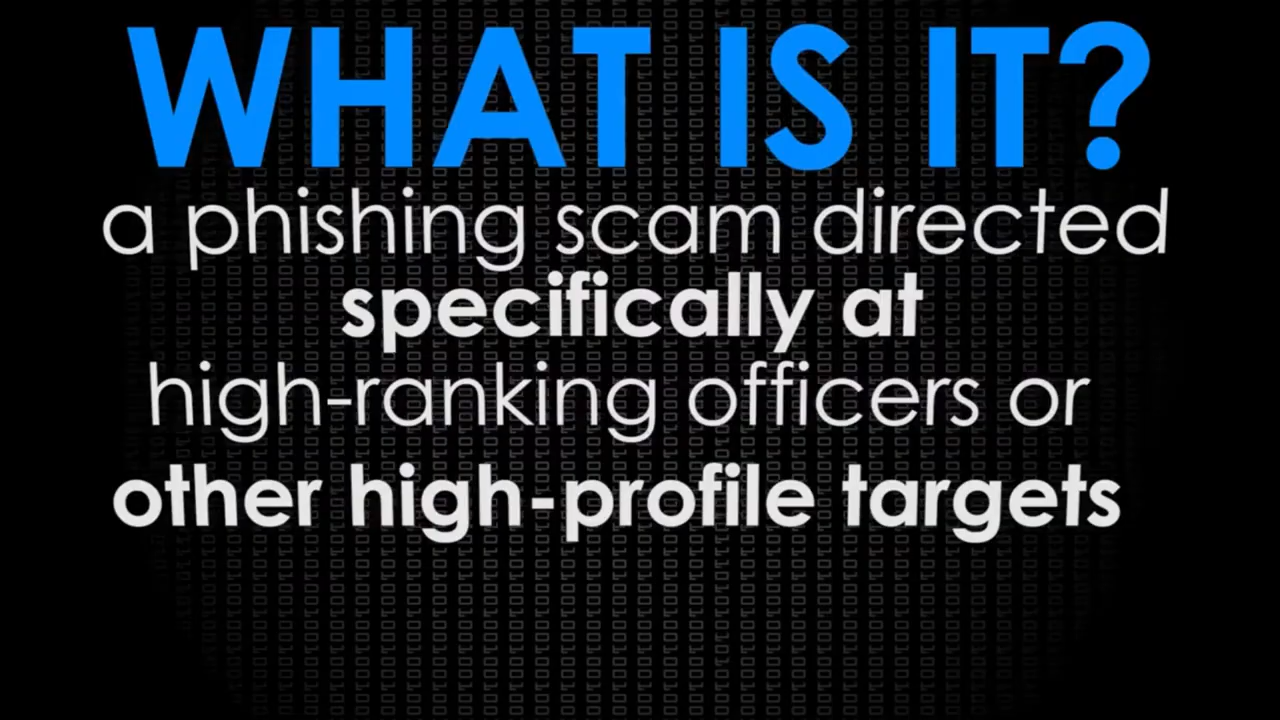 WHAT IS IT?
a phishing scam directed
specifically at
high-ranking officers or
other high-profile targets